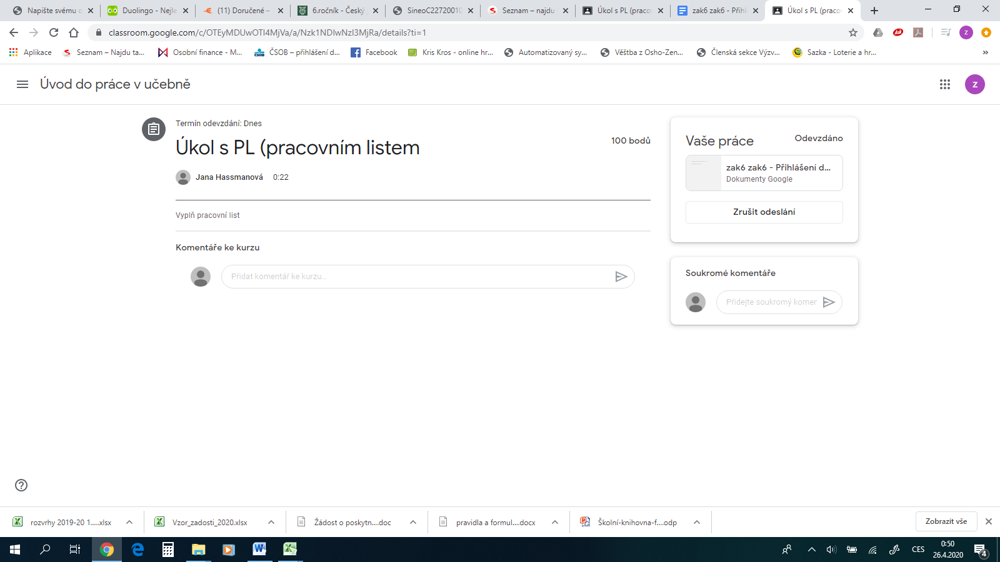 Napište svému o
Duolingo - Nejle
(11) Doručené –
6.ročník - Český
SineoC22720010
Seznam – najdu
Úkol s PL (praco
zak6 zak6 - Přihl
Úkol s PL (praco
classroom.google.com/c/OTEyMDUwOTI4MjVa/a/Nzk1NDIwNzI3MjRa/details?ti=1
Aplikace
Seznam – Najdu ta...
Osobní finance - M...
ČSOB – přihlášení d...
Facebook
Kris Kros - online hr...
Automatizovaný sy...
Věštba z Osho-Zen...
Členská sekce Výzv...
Sazka - Loterie a hr...
»
Úvod do práce v učebně
z
Termín odevzdání: Dnes
Úkol s PL (pracovním listem
100 bodů
Jana Hassmanová 0:22
Vyplň pracovní list
Komentáře ke kurzu
Přidat komentář ke kurzu...
Vaše práce
Odevzdáno
zak6 zak6 - Přihlášení d...
Dokumenty Google
Zrušit odeslání
Soukromé komentáře
Přidejte soukromý komer
rozvrhy 2019-20 1.....xlsx
Vzor_zadosti_2020.xlsx
Žádost o poskytn....doc
pravidla a formul....docx
Školní-knihovna-f....odp
Zobrazit vše
CES
0:50
26.4.2020
4